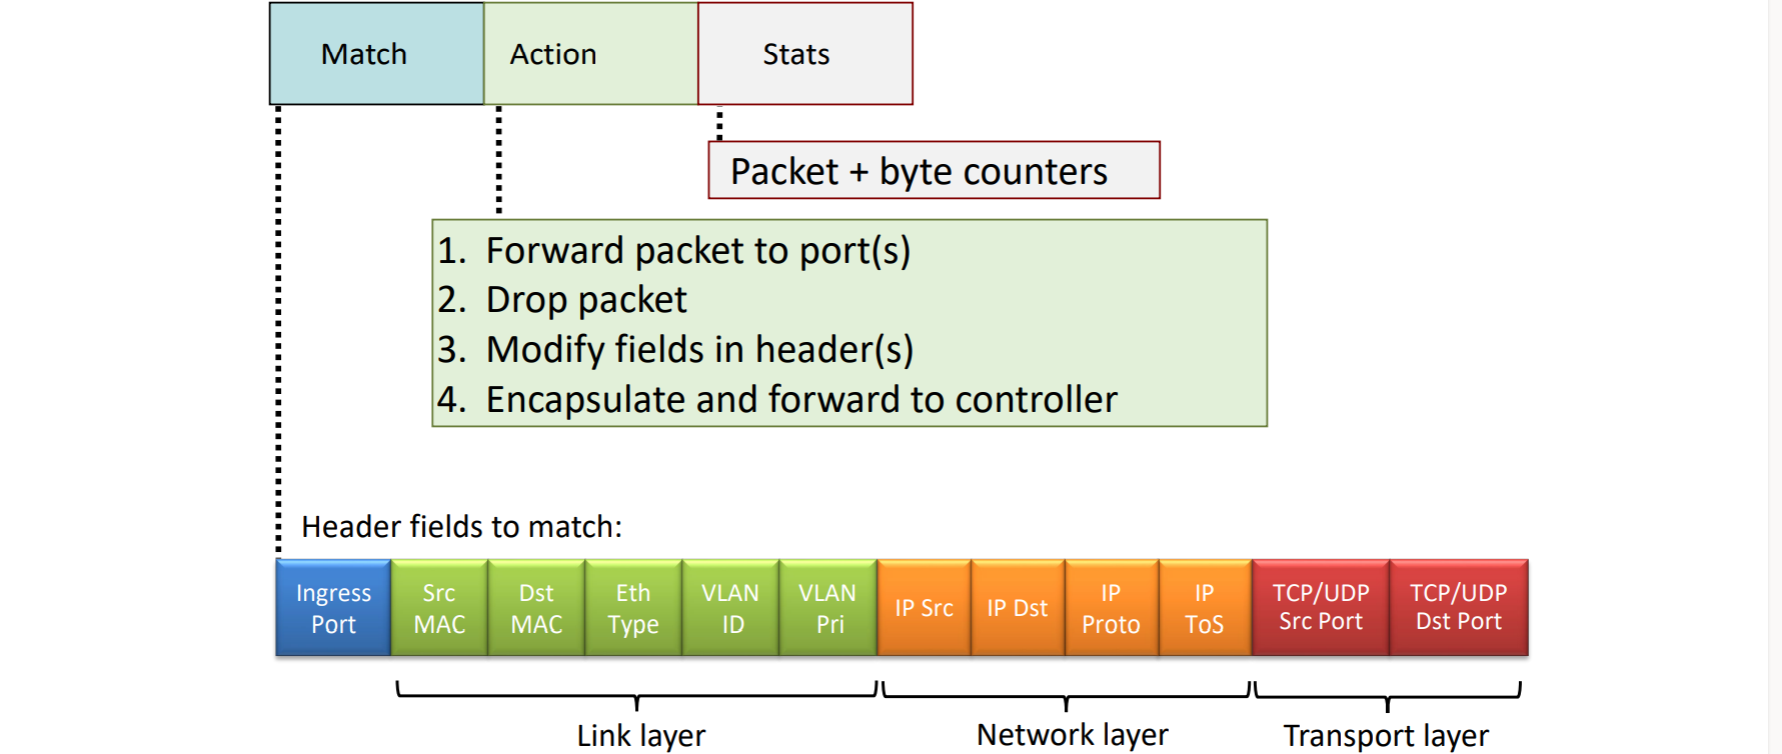 Match
Action
Stats
Packet + byte counters
1. Forward packet to port(s)
2. Drop packet
3. Modify fields in header(s)
4. Encapsulate and forward to controller
Header fields to match:
Ingress
Port
Src
MAC
Dst
MAC
Eth
Type
VLAN
ID
VLAN
Pri
IP Src
IP Dst
IP
Proto
IP
ToS
TCP/UDP
Src Port
TCP/UDP
Dst Port
Link layer
Network layer
Transport layer